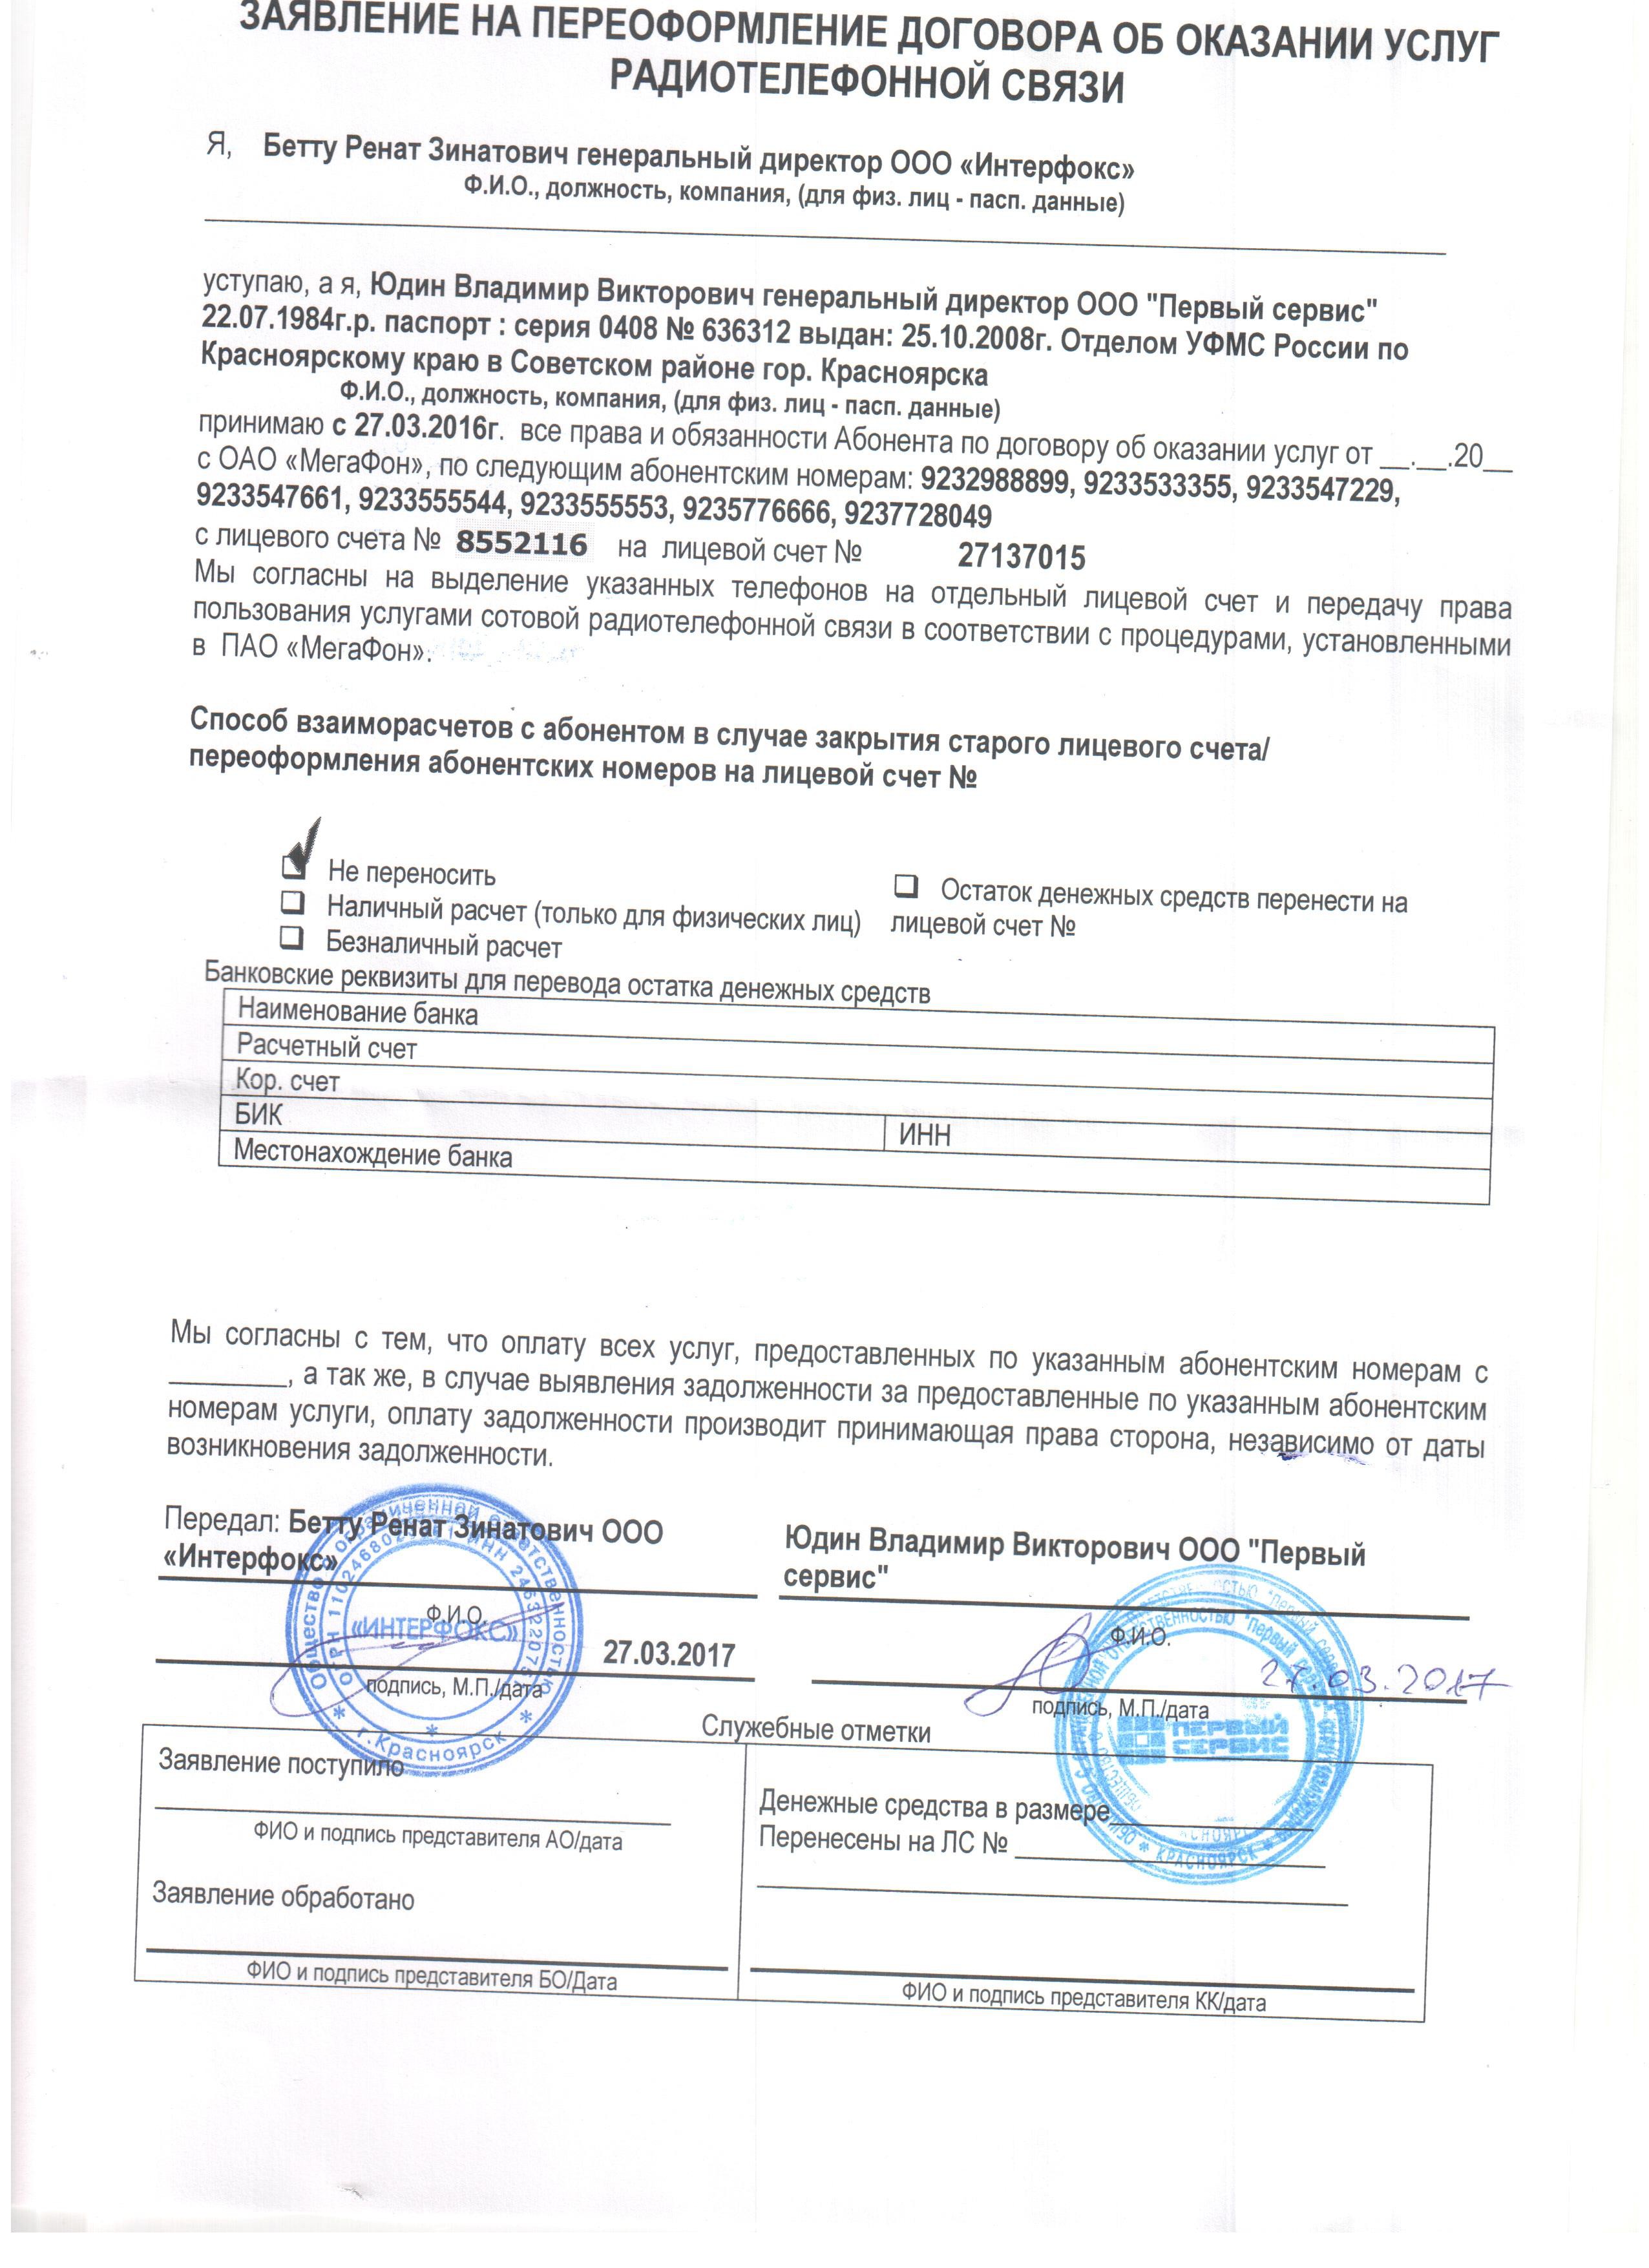 ЗАЯВЛЕНИЕ НА ПЕРЕОФОРМЛЕНИЕ ДОГОВОРА ОБ ОКАЗАНИИ УСЛУГ
РАДИОТЕЛЕФОННОЙ СВЯЗИ
Я, Бетту Ренат Зинатович генеральный директор ООО «Интерфокс»
Ф.И.О., должность, компания, (для физ. лиц - пасп. данные)
уступаю, а я, Юдин Владимир Викторович генеральный директор ООО "Первый сервис"
22.07.1984г.р. паспорт : серия 0408 № 636312 выдан: 25.10.2008г. Отделом УФМС России по
Красноярскому краю в Советском районе гор. Красноярска
Ф.И.О., должность, компания, (для физ. лиц - пасп. данные)
принимаю с 27.03.2016г. все права и обязанности Абонента по договору об оказании услуг от __.__.20__
с ОАО «МегаФон», по следующим абонентским номерам: 9232988899, 9233533355, 9233547229,
9233547661, 9233555544, 9233555553, 9235776666, 9237728049
с лицевого счета № 8552116 на лицевой счет № 27137015
Мы согласны на выделение указанных телефонов на отдельный лицевой счет и передачу права
пользования услугами сотовой радиотелефонной связи в соответствии с процедурами, установленными
в ПАО «МегаФон».
Способ взаиморасчетов с абонентом в случае закрытия старого лицевого счета/
переоформления абонентских номеров на лицевой счет №
Не переносить
Наличный расчет (только для физических лиц)
Безналичный расчет
Остаток денежных средств перенести на
лицевой счет №
Банковские реквизиты для перевода остатка денежных средств
Наименование банка
Расчетный счет
Кор. счет
БИК ИНН
Местонахождение банка
Мы согласны с тем, что оплату всех услуг, предоставленных по указанным абонентским номерам с
________, а так же, в случае выявления задолженности за предоставленные по указанным абонентским
номерам услуги, оплату задолженности производит принимающая права сторона, независимо от даты
возникновения задолженности.
Передал: Бетту Ренат Зинатович ООО
«Интерфокс»
Ф.И.О.
27.03.2017
подпись, М.П./дата
Общество ограниченной ответственностью
«ИНТЕРФОКС»
г.Красноярск
Юдин Владимир Викторович ООО "Первый
сервис"
Ф.И.О.
27.03.2017
подпись, М.П./дата
ПЕРВЫЙ
СЕРВИС
КРАСНОЯРСК
Служебные отметки
Заявление поступило
ФИО и подпись представителя АО/дата
Заявление обработано
ФИО и подпись представителя БО/Дата
Денежные средства в размере
Перенесены на ЛС №
ФИО и подпись представителя КК/дата